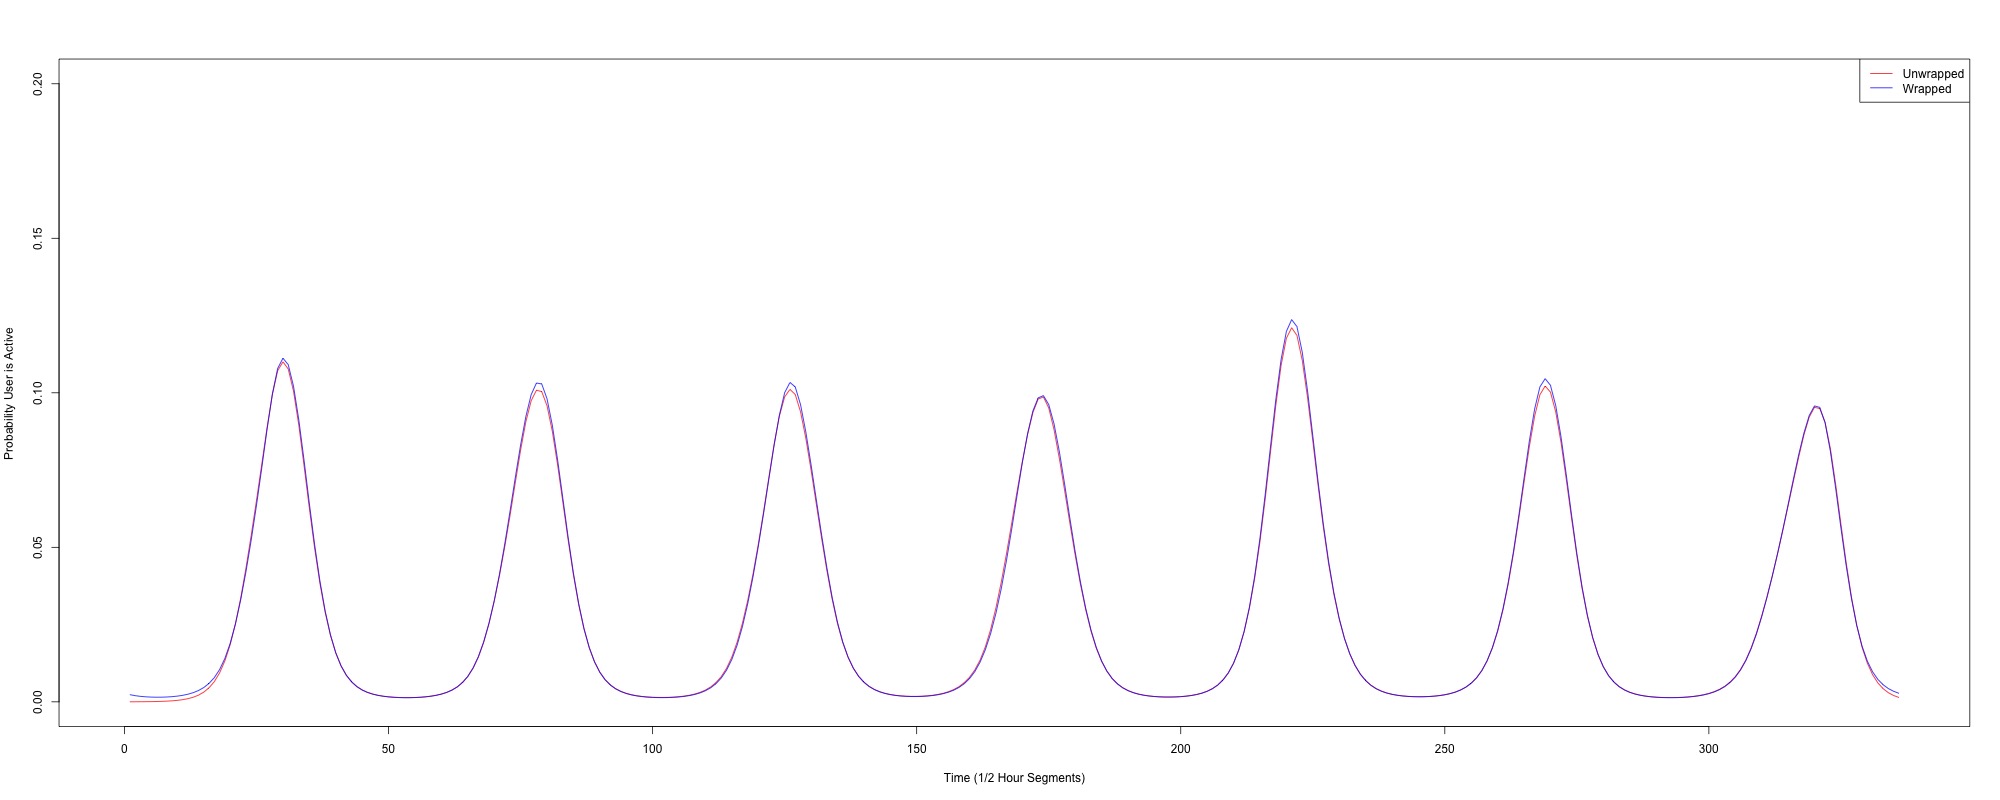 Unwrapped
Wrapped
0.20
0.15
0.10
0.05
0.00
Probability User is Active
0 50 100 150 200 250 300
Time (1/2 Hour Segments)